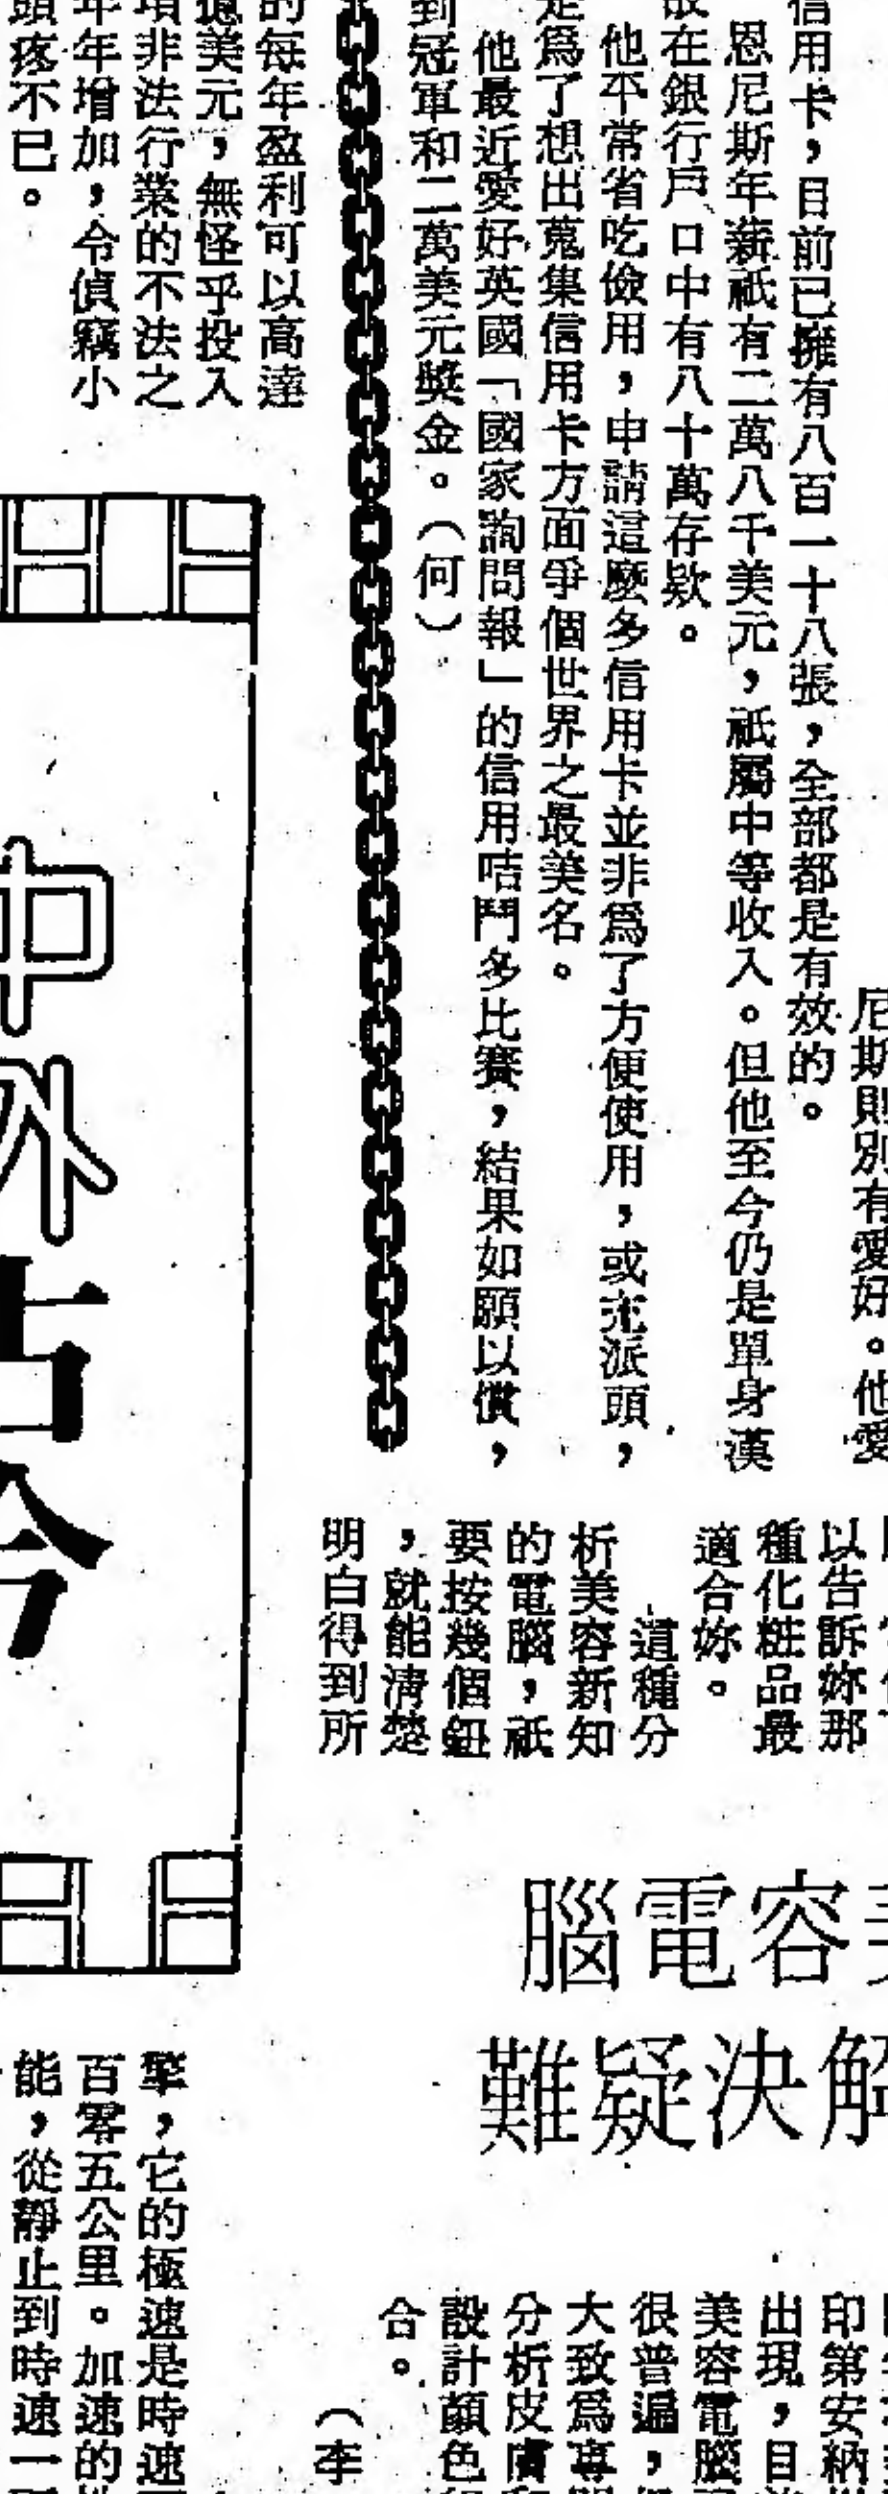 尼斯則別有愛好。他愛
信用卡，目前已擁有八百一十八張，全部都是有效的。
恩尼斯年薪祇有二萬八千美元，祇屬中等收入。但他至今仍是單身漢
故在銀行戶口中有八十萬存款。
他平常省吃儉用，申請這麼多信用卡並非爲了方便使用，或充派頭，
是爲了想出蒐集信用卡方面爭個世界之最美名。
他最近愛好英國「國家詢問報」的信用咭鬥多比賽，結果如願以償，
到冠軍和二萬美元獎金。（何）
的每年盈利可以高達
億美元，無怪乎投入
項非法行業的不法之
年年增加，令偵竊小
頭疼不已。
中外古今
以告訴妳那
種化粧品最
適合妳。
這種分
析美容新知
的電腦，祇
要按幾個鈕
，就能清楚
明白得到所
容電腦
解決疑難
印第安納
出現，目
美容電腦
很普遍，
大致爲專
分析皮膚
設計顏色
合。
（李
擎，它的極速是時速
百零五公里。加速的
能，從靜止到時速一